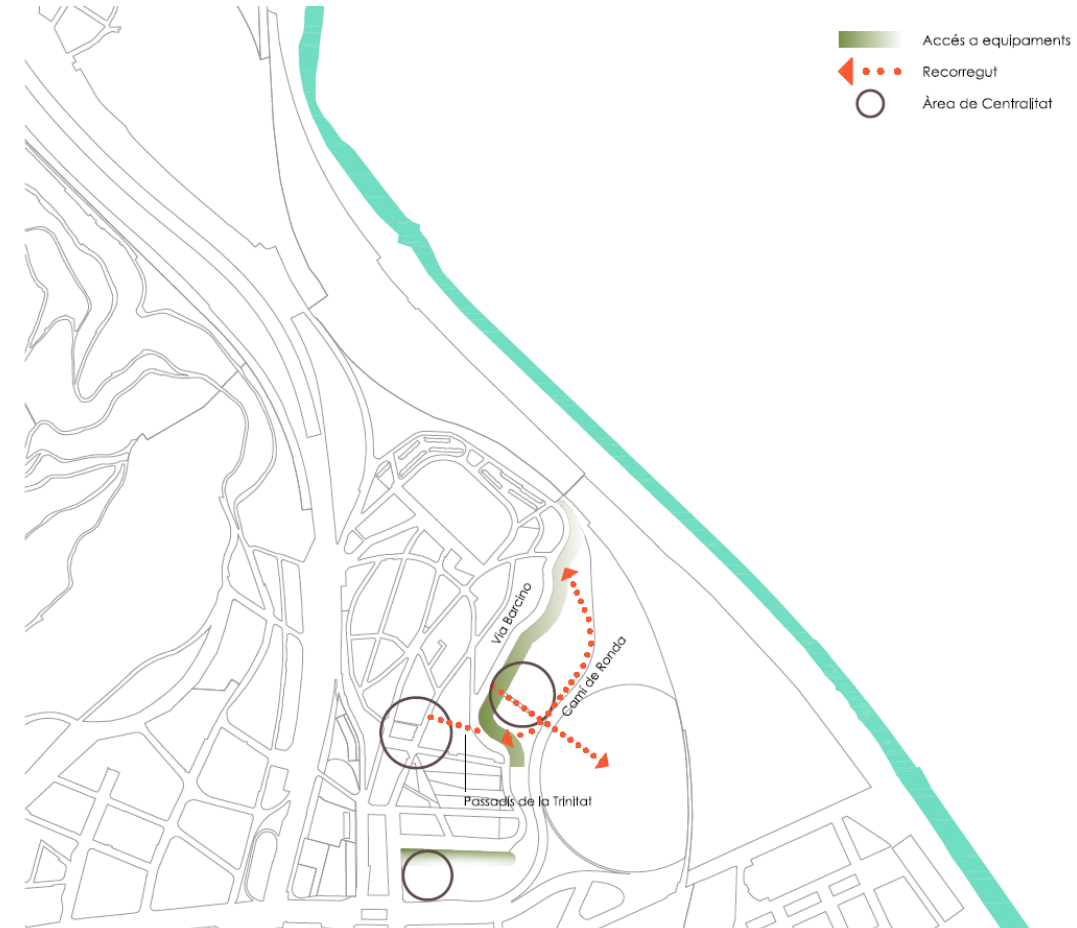 Accés a equipaments
Recorregut
Àrea de Centralitat
Via Barcino
Camí de Ronda
Passadís de la Trinitat